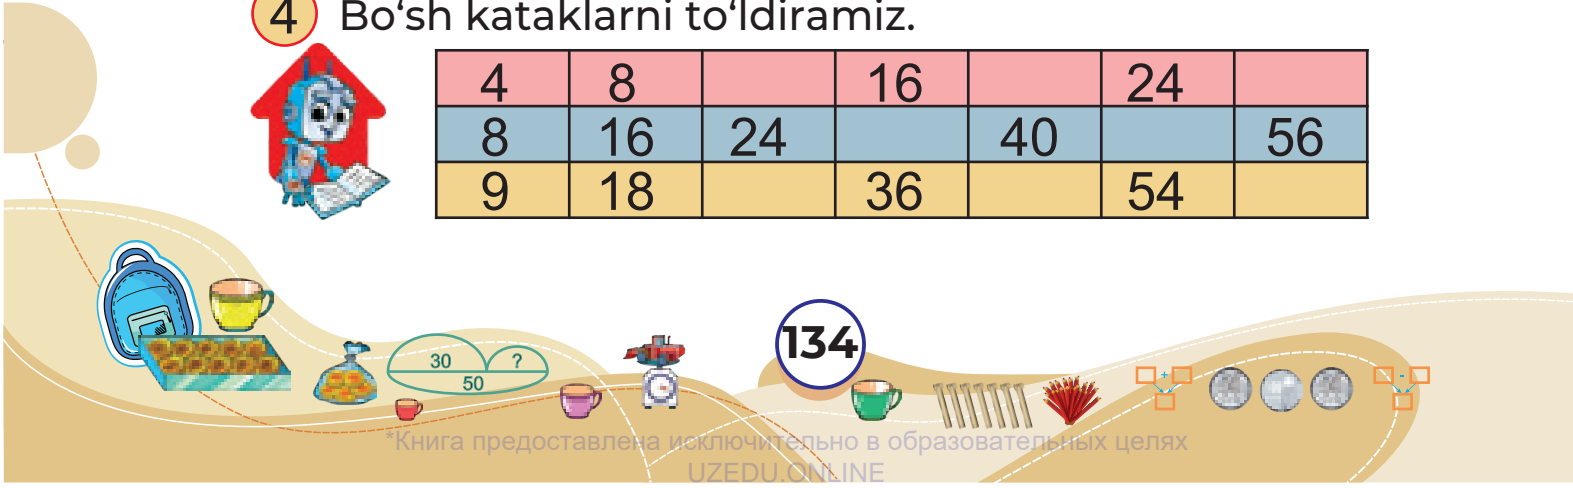 4 Bo‘sh kataklarni to‘ldiramiz.
4 8 16 24
8 16 24 40 56
9 18 36 54
134
30 ?
50
+
-
*Книга предоставлена исключительно в образовательных целях
UZEDU.ONLINE